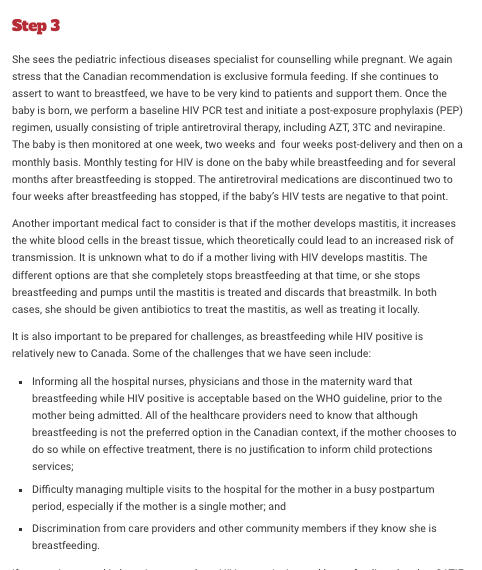 Step 3
She sees the pediatric infectious diseases specialist for counselling while pregnant. We again
stress that the Canadian recommendation is exclusive formula feeding. If she continues to
assert to want to breastfeed, we have to be very kind to patients and support them. Once the
baby is born, we perform a baseline HIV PCR test and initiate a post-exposure prophylaxis (PEP)
regimen, usually consisting of triple antiretroviral therapy, including AZT, 3TC and nevirapine.
The baby is then monitored at one week, two weeks and  four weeks post-delivery and then on a
monthly basis. Monthly testing for HIV is done on the baby while breastfeeding and for several
months after breastfeeding is stopped. The antiretroviral medications are discontinued two to
four weeks after breastfeeding has stopped, if the baby's HIV tests are negative to that point.
Another important medical fact to consider is that if the mother develops mastitis, it increases
the white blood cells in the breast tissue, which theoretically could lead to an increased risk of
transmission. It is unknown what to do if a mother living with HIV develops mastitis. The
different options are that she completely stops breastfeeding at that time, or she stops
breastfeeding and pumps until the mastitis is treated and discards that breastmilk. In both
cases, she should be given antibiotics to treat the mastitis, as well as treating it locally.
It is also important to be prepared for challenges, as breastfeeding while HIV positive is
relatively new to Canada. Some of the challenges that we have seen include:
▪ Informing all the hospital nurses, physicians and those in the maternity ward that
breastfeeding while HIV positive is acceptable based on the WHO guideline, prior to the
mother being admitted. All of the healthcare providers need to know that although
breastfeeding is not the preferred option in the Canadian context, if the mother chooses to
do so while on effective treatment, there is no justification to inform child protections
services;
▪ Difficulty managing multiple visits to the hospital for the mother in a busy postpartum
period, especially if the mother is a single mother; and
▪ Discrimination from care providers and other community members if they know she is
breastfeeding.